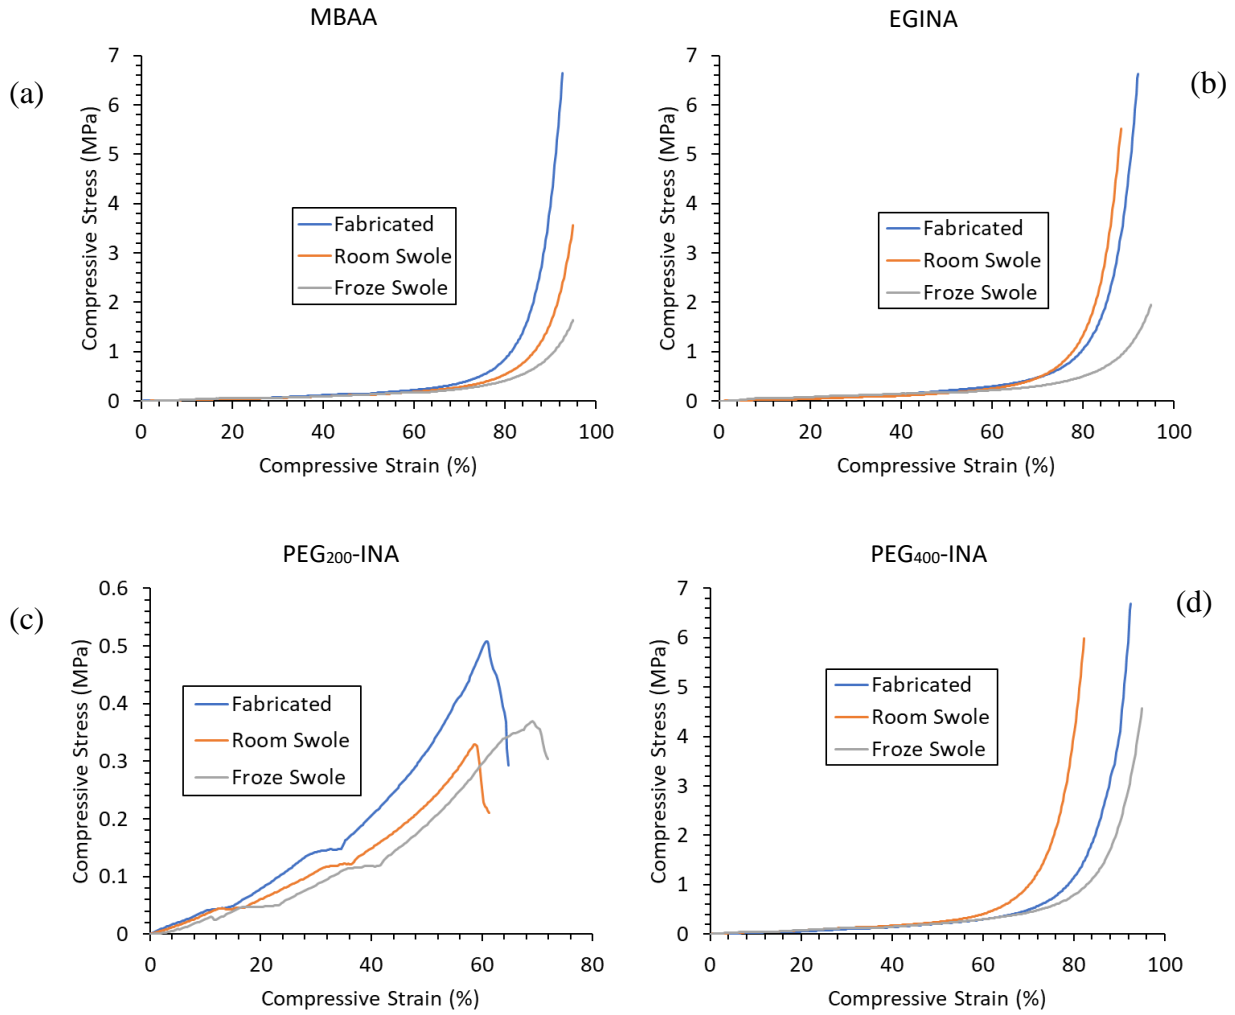 MBAA
(a)
Compressive Stress (MPa)
7
6
5
4
3
2
1
0
Fabricated
Room Swole
Froze Swole
0 20 40 60 80 100
Compressive Strain (%)
EGINA
(b)
Compressive Stress (MPa)
7
6
5
4
3
2
1
0
Fabricated
Room Swole
Froze Swole
0 20 40 60 80 100
Compressive Strain (%)
PEG₂₀₀-INA
(c)
Compressive Stress (MPa)
0.6
0.5
0.4
0.3
0.2
0.1
0
Fabricated
Room Swole
Froze Swole
0 20 40 60 80
Compressive Strain (%)
PEG₄₀₀-INA
(d)
Compressive Stress (MPa)
7
6
5
4
3
2
1
0
Fabricated
Room Swole
Froze Swole
0 20 40 60 80 100
Compressive Strain (%)